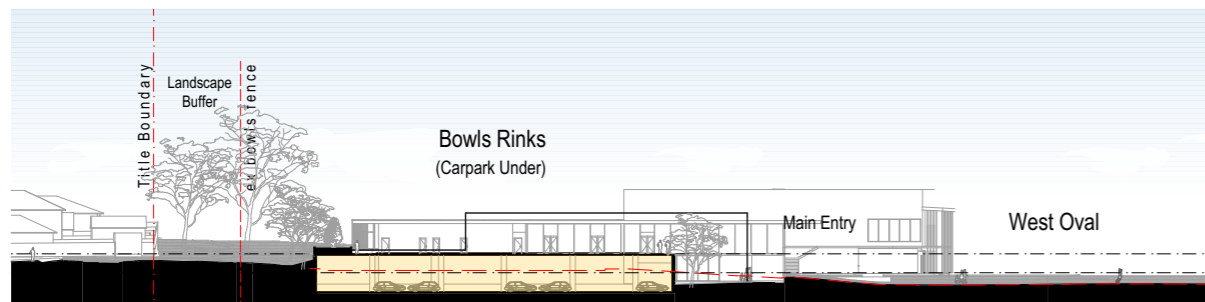 Title Boundary
Landscape
Buffer
ex bowls fence
Bowls Rinks
(Carpark Under)
Main Entry
West Oval